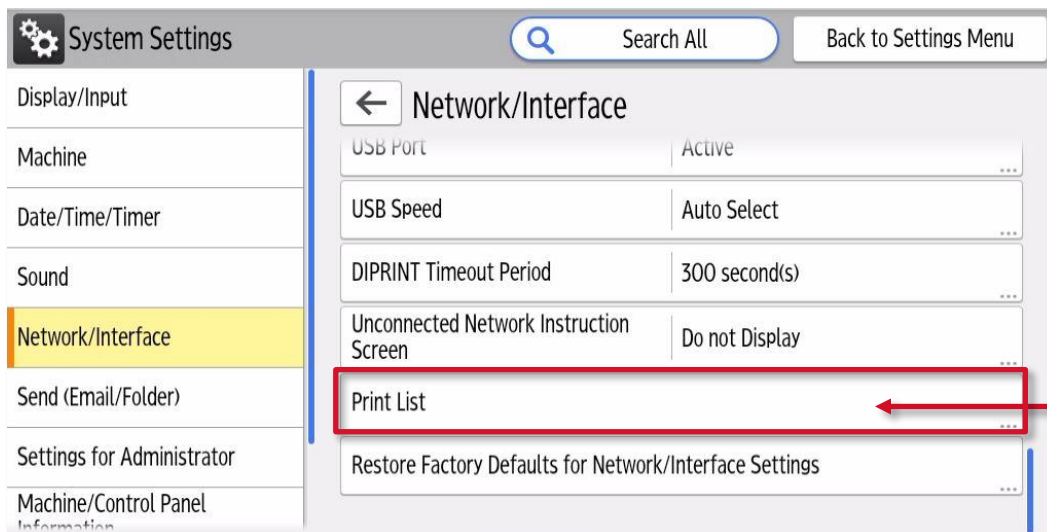 System Settings
Search All
Back to Settings Menu
Display/Input
Machine
Date/Time/Timer
Sound
Network/Interface
Send (Email/Folder)
Settings for Administrator
Machine/Control Panel
Information
Network/Interface
USB Port Active
USB Speed Auto Select
DIPRINT Timeout Period 300 second(s)
Unconnected Network Instruction
Screen Do not Display
Print List
Restore Factory Defaults for Network/Interface Settings